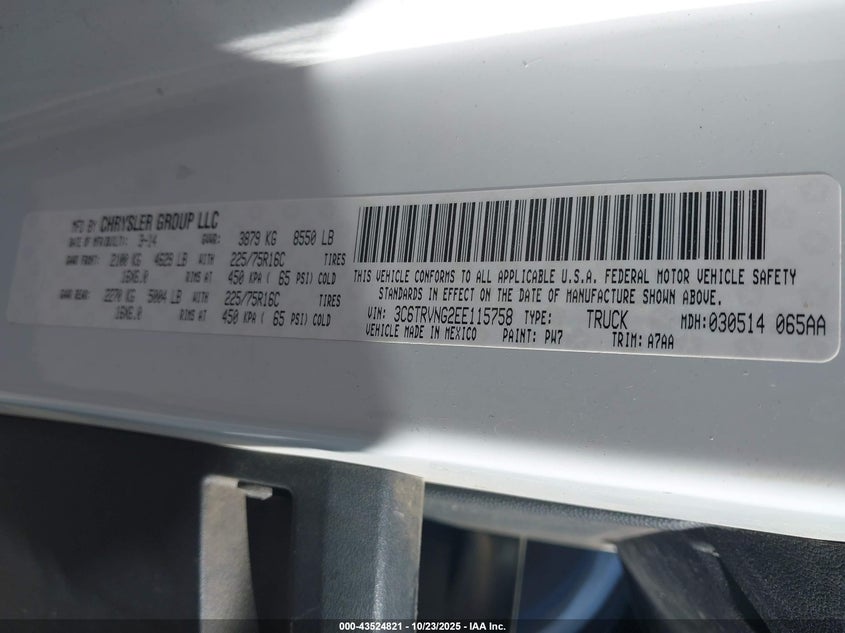 MFD BY CHRYSLER GROUP LLC
DATE OF MFR(BUILT): 3-14 GVWR: 3879 KG 8550 LB
GAWR FRONT: 2100 KG 4629 LB WITH 225/75R16C TIRES
16X6.0 RIMS AT 450 KPA ( 65 PSI) COLD
GAWR REAR: 2270 KG 5004 LB WITH 225/75R16C TIRES
16X6.0 RIMS AT 450 KPA ( 65 PSI) COLD
THIS VEHICLE CONFORMS TO ALL APPLICABLE U.S.A. FEDERAL MOTOR VEHICLE SAFETY
STANDARDS IN EFFECT ON THE DATE OF MANUFACTURE SHOWN ABOVE.
VIN: 3C6TRVNG2EE115758 TYPE: TRUCK MDH:030514 065AA
VEHICLE MADE IN MEXICO PAINT: PW7 TRIM: A7AA
000-43524821 - 10/23/2025 - IAA Inc.